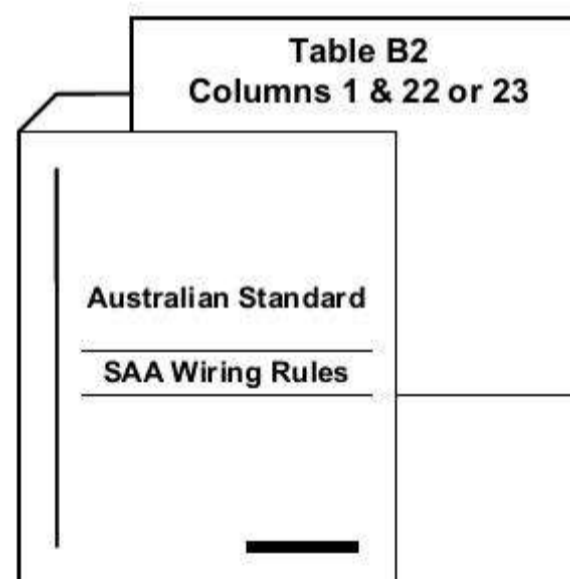 Table B2
Columns 1 & 22 or 23
Australian Standard
SAA Wiring Rules